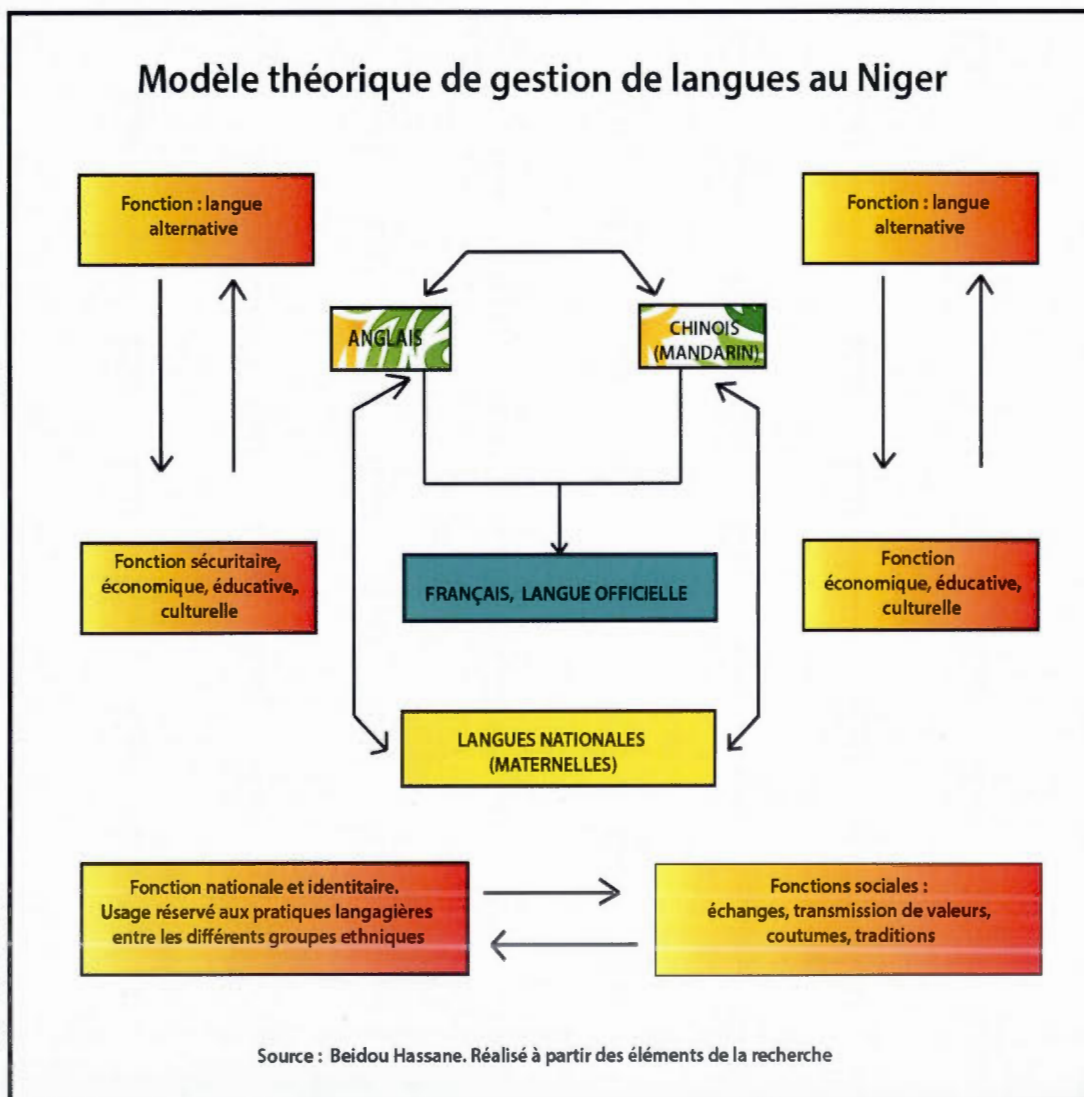 Modèle théorique de gestion de langues au Niger
Fonction : langue
alternative
Fonction : langue
alternative
ANGLAIS
CHINOIS
(MANDARIN)
Fonction sécuritaire,
économique, éducative,
culturelle
FRANÇAIS, LANGUE OFFICIELLE
Fonction
économique, éducative,
culturelle
LANGUES NATIONALES
(MATERNELLES)
Fonction nationale et identitaire.
Usage réservé aux pratiques langagières
entre les différents groupes ethniques
Fonctions sociales :
échanges, transmission de valeurs,
coutumes, traditions
Source : Beidou Hassane. Réalisé à partir des éléments de la recherche